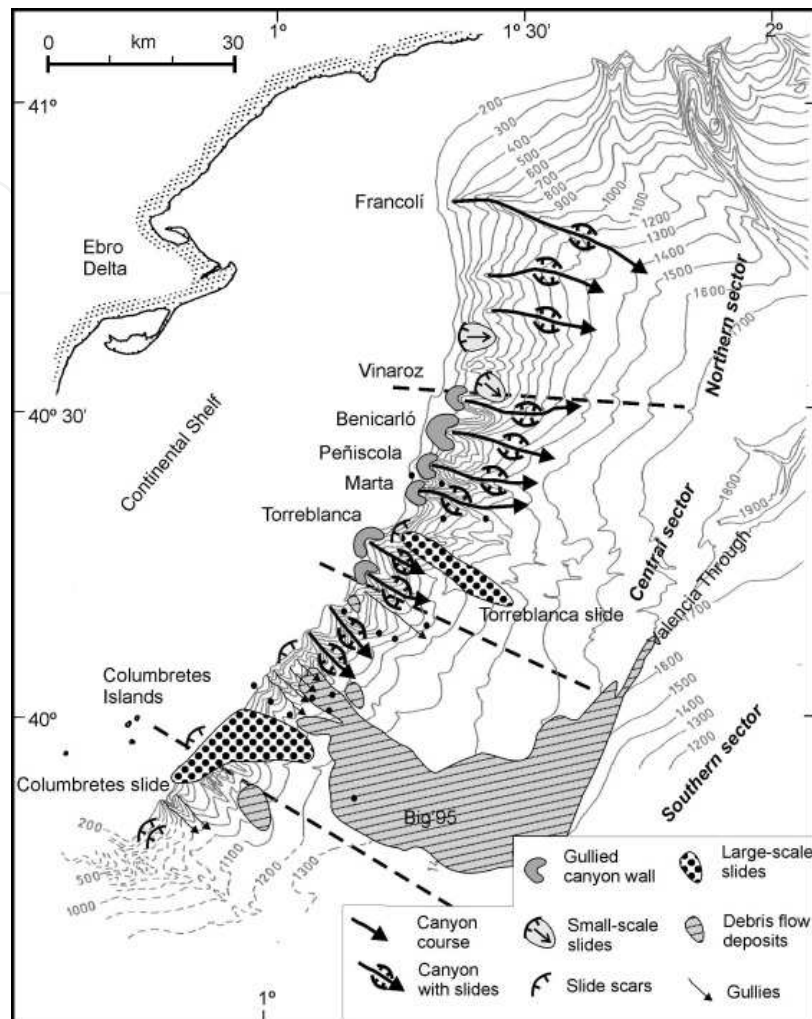 1º
1º 30'
2º
0 km 30
41º
200
300
400
500
600
700
800
900
1000
1100
1200
1300
1400
1500
1600
1700
Francolí
Ebro
Delta
Northern sector
Vinaroz
40º 30'
Benicarló
Peñiscola
Continental Shelf
Marta
Torreblanca
1800
1900
Central sector
Valencia Through
Torreblanca slide
1700
Columbretes
Islands
40º
1600
1500
1400
1300
1200
Southern sector
Columbretes slide
Big'95
200
500
1000
1100
1200
1300
Gullied
canyon wall
Large-scale
slides
Canyon
course
Small-scale
slides
Debris flow
deposits
Canyon
with slides
Slide scars
Gullies
1º